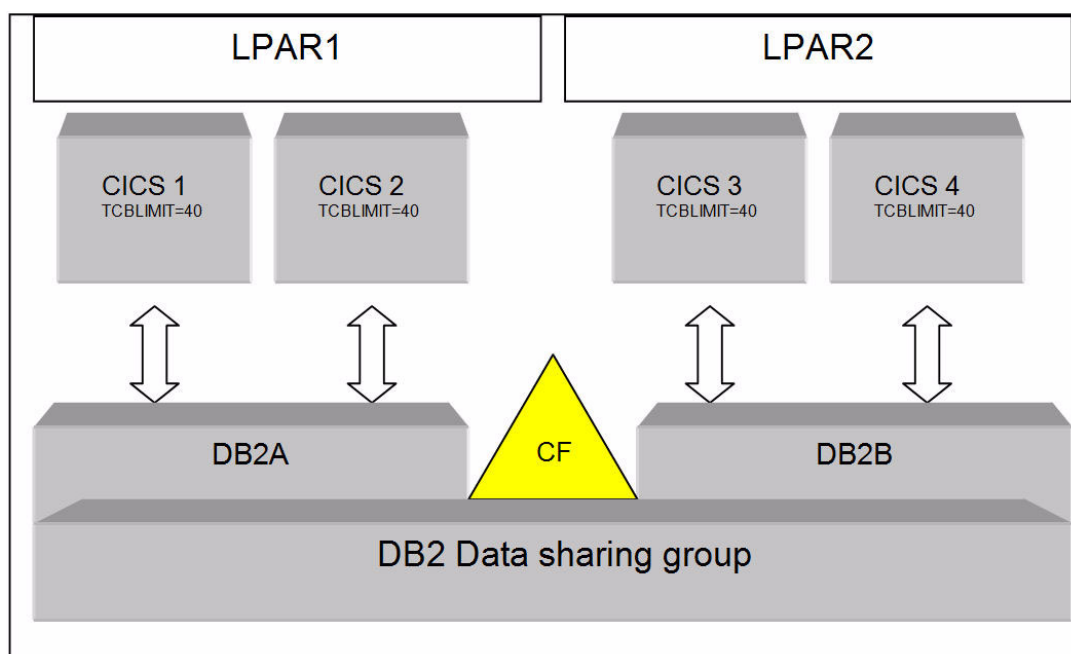 LPAR1
LPAR2
CICS 1
TCBLIMIT=40
CICS 2
TCBLIMIT=40
CICS 3
TCBLIMIT=40
CICS 4
TCBLIMIT=40
DB2A
CF
DB2B
DB2 Data sharing group